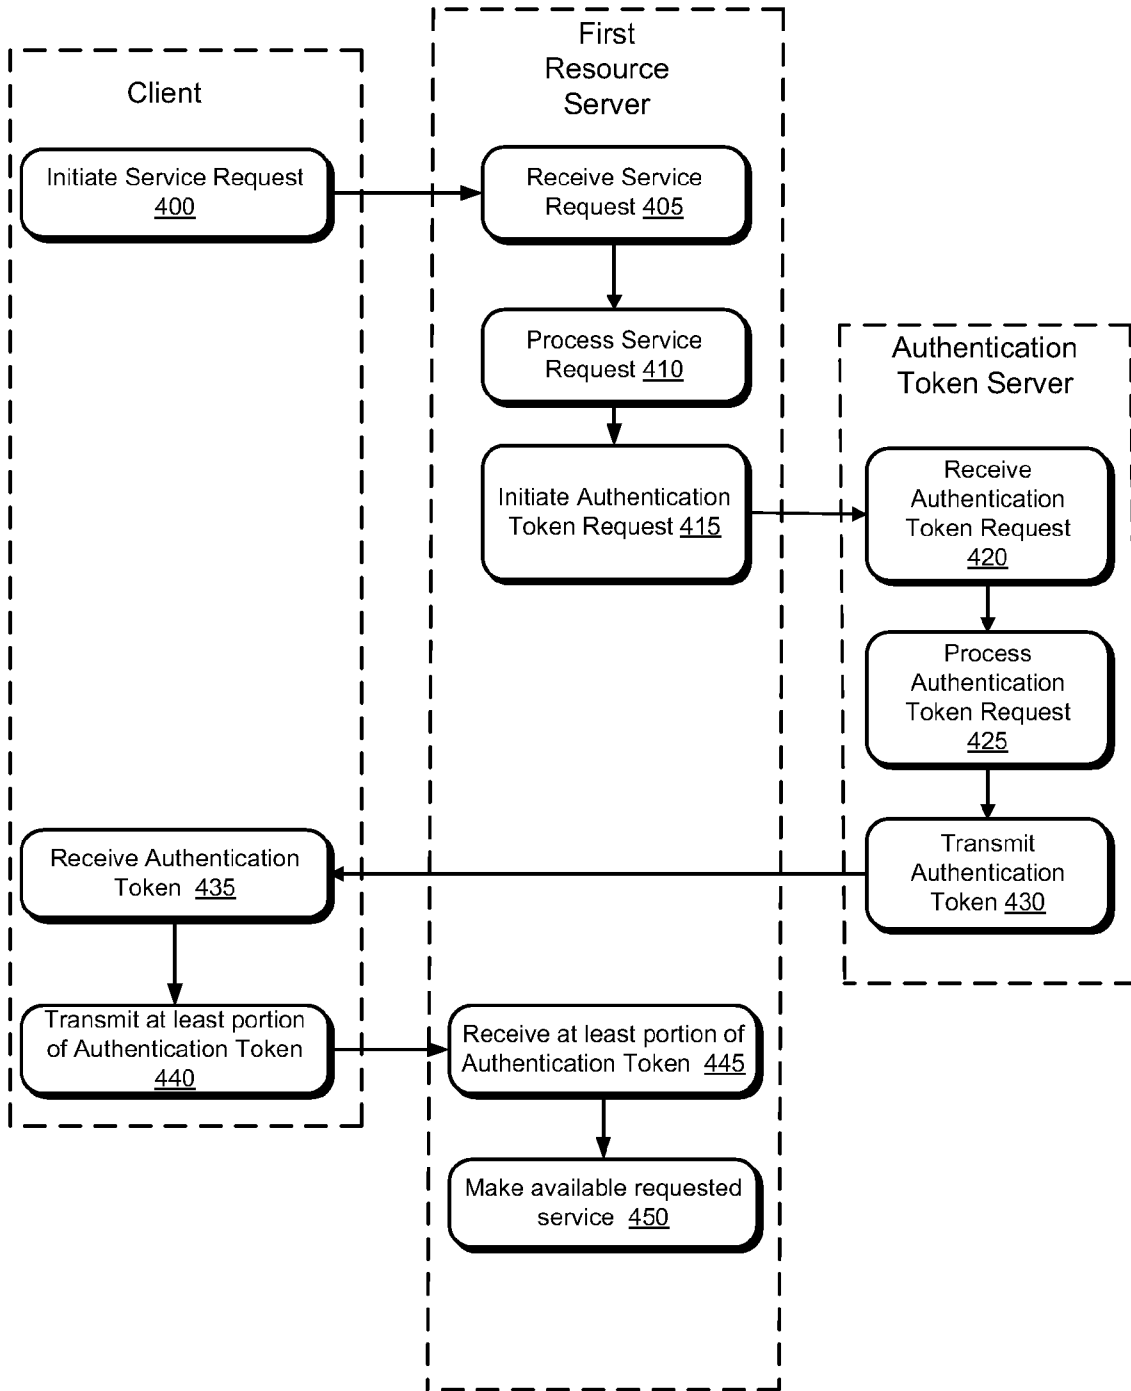 Client
Initiate Service Request
400
First
Resource
Server
Receive Service
Request 405
Process Service
Request 410
Initiate Authentication
Token Request 415
Authentication
Token Server
Receive
Authentication
Token Request
420
Process
Authentication
Token Request
425
Transmit
Authentication
Token 430
Receive Authentication
Token 435
Transmit at least portion
of Authentication Token
440
Receive at least portion of
Authentication Token 445
Make available requested
service 450